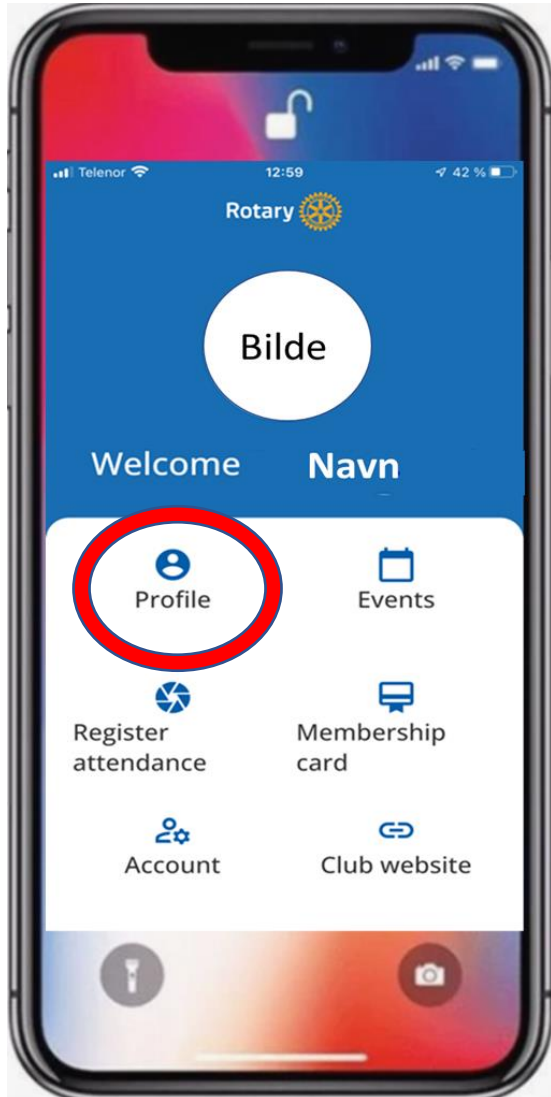 Telenor 12:59 42 %
Rotary
Bilde
Welcome Navn
Profile Events
Register attendance Membership card
Account Club website